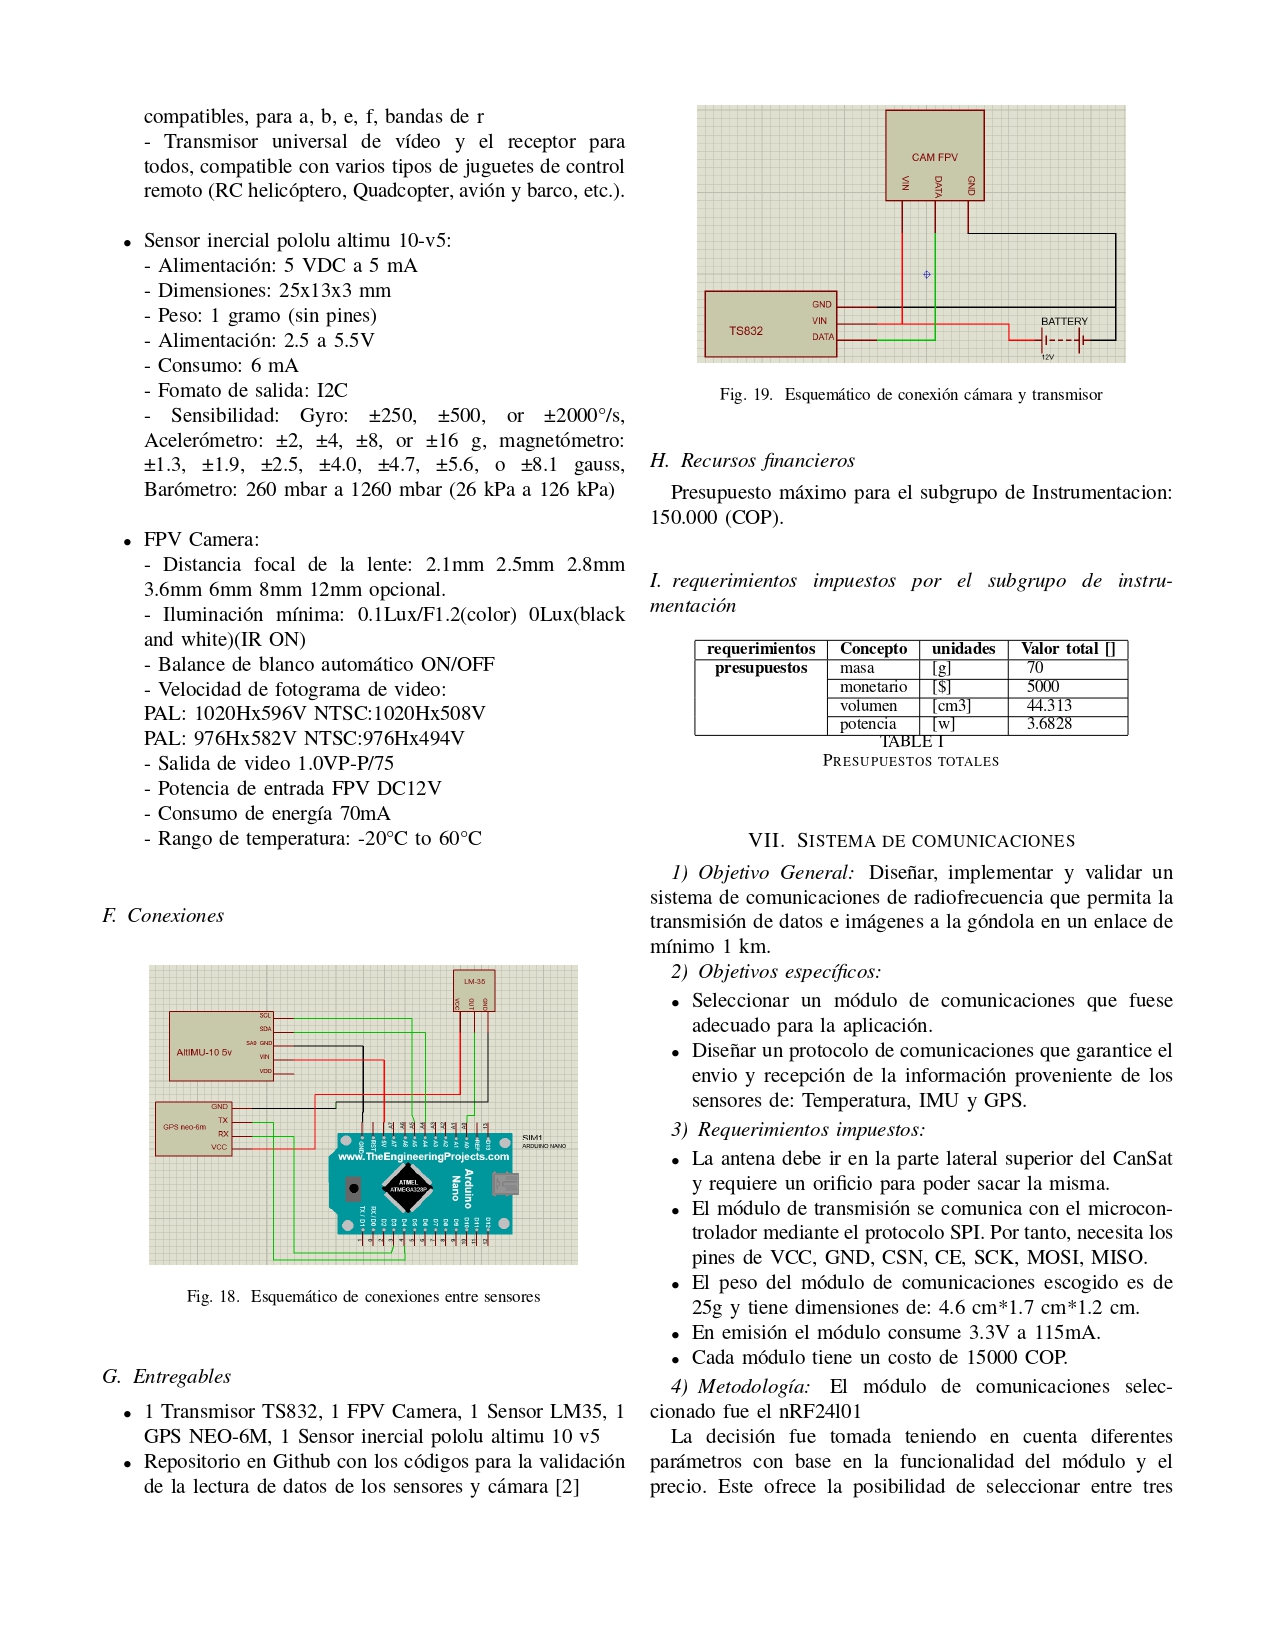 compatibles, para a, b, e, f, bandas de r
- Transmisor universal de vídeo y el receptor para
todos, compatible con varios tipos de juguetes de control
remoto (RC helicóptero, Quadcopter, avión y barco, etc.).
• Sensor inercial pololu altimu 10-v5:
- Alimentación: 5 VDC a 5 mA
- Dimensiones: 25x13x3 mm
- Peso: 1 gramo (sin pines)
- Alimentación: 2.5 a 5.5V
- Consumo: 6 mA
- Fomato de salida: I2C
- Sensibilidad: Gyro: ±250, ±500, or ±2000°/s,
Acelerómetro: ±2, ±4, ±8, or ±16 g, magnetómetro:
±1.3, ±1.9, ±2.5, ±4.0, ±4.7, ±5.6, o ±8.1 gauss,
Barómetro: 260 mbar a 1260 mbar (26 kPa a 126 kPa)
• FPV Camera:
- Distancia focal de la lente: 2.1mm 2.5mm 2.8mm
3.6mm 6mm 8mm 12mm opcional.
- Iluminación mínima: 0.1Lux/F1.2(color) 0Lux(black
and white)(IR ON)
- Balance de blanco automático ON/OFF
- Velocidad de fotograma de video:
PAL: 1020Hx596V NTSC:1020Hx508V
PAL: 976Hx582V NTSC:976Hx494V
- Salida de video 1.0VP-P/75
- Potencia de entrada FPV DC12V
- Consumo de energía 70mA
- Rango de temperatura: -20°C to 60°C
F. Conexiones
LM-35
VCC
OUT
GND
AltIMU-10 5v
SCL
SDA
SA0 GND
VIN
VDD
GPS neo-6m
GND
TX
RX
VCC
SIM1
ARDUINO NANO
www.TheEngineeringProjects.com
ATMEL
ATMEGA328P
Arduino
Nano
Fig. 18. Esquemático de conexiones entre sensores
G. Entregables
• 1 Transmisor TS832, 1 FPV Camera, 1 Sensor LM35, 1
GPS NEO-6M, 1 Sensor inercial pololu altimu 10 v5
• Repositorio en Github con los códigos para la validación
de la lectura de datos de los sensores y cámara [2]
CAM FPV
VIN
DATA
GND
TS832
GND
VIN
DATA
BATTERY
12V
Fig. 19. Esquemático de conexión cámara y transmisor
H. Recursos financieros
Presupuesto máximo para el subgrupo de Instrumentacion:
150.000 (COP).
I. requerimientos impuestos por el subgrupo de instru-
mentación
requerimientos Concepto unidades Valor total []
presupuestos masa [g] 70
monetario [$] 5000
volumen [cm3] 44.313
potencia [w] 3.6828
TABLE I
PRESUPUESTOS TOTALES
VII. SISTEMA DE COMUNICACIONES
1) Objetivo General: Diseñar, implementar y validar un
sistema de comunicaciones de radiofrecuencia que permita la
transmisión de datos e imágenes a la góndola en un enlace de
mínimo 1 km.
2) Objetivos específicos:
• Seleccionar un módulo de comunicaciones que fuese
adecuado para la aplicación.
• Diseñar un protocolo de comunicaciones que garantice el
envio y recepción de la información proveniente de los
sensores de: Temperatura, IMU y GPS.
3) Requerimientos impuestos:
• La antena debe ir en la parte lateral superior del CanSat
y requiere un orificio para poder sacar la misma.
• El módulo de transmisión se comunica con el microcon-
trolador mediante el protocolo SPI. Por tanto, necesita los
pines de VCC, GND, CSN, CE, SCK, MOSI, MISO.
• El peso del módulo de comunicaciones escogido es de
25g y tiene dimensiones de: 4.6 cm*1.7 cm*1.2 cm.
• En emisión el módulo consume 3.3V a 115mA.
• Cada módulo tiene un costo de 15000 COP.
4) Metodología: El módulo de comunicaciones selec-
cionado fue el nRF24l01
La decisión fue tomada teniendo en cuenta diferentes
parámetros con base en la funcionalidad del módulo y el
precio. Este ofrece la posibilidad de seleccionar entre tres